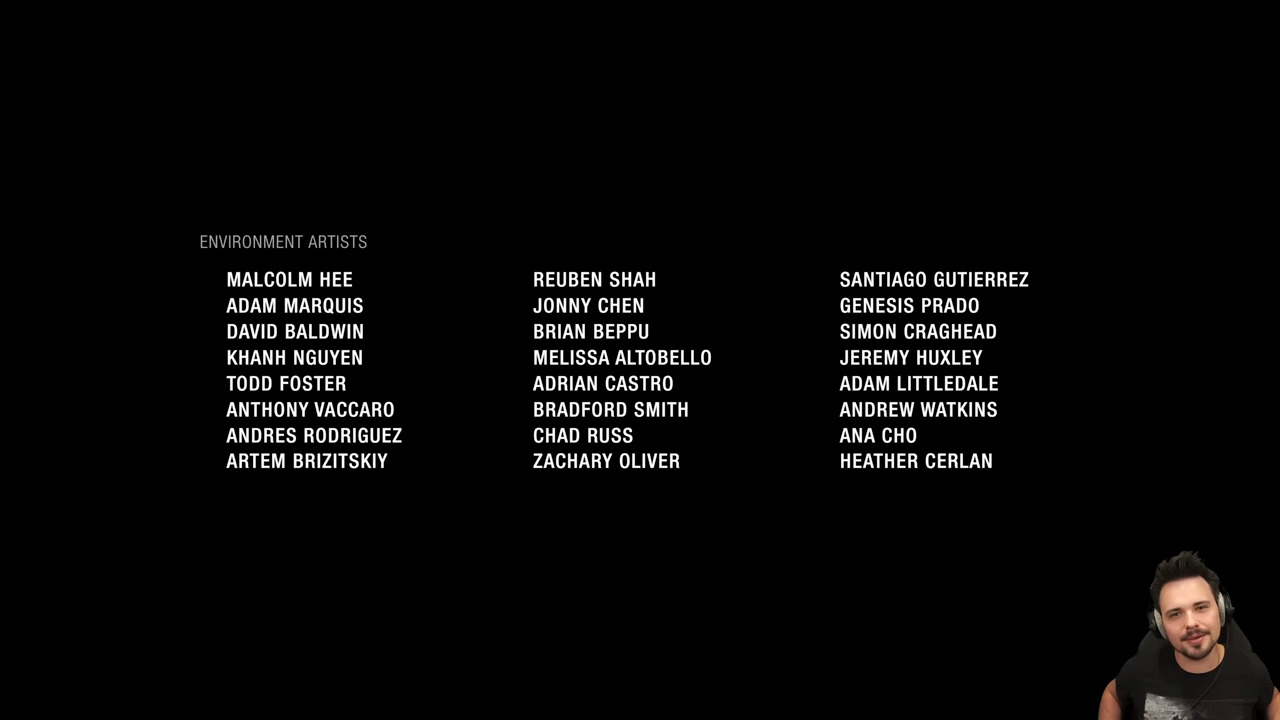 ENVIRONMENT ARTISTS
MALCOLM HEE
ADAM MARQUIS
DAVID BALDWIN
KHANH NGUYEN
TODD FOSTER
ANTHONY VACCARO
ANDRES RODRIGUEZ
ARTEM BRIZITSKIY
REUBEN SHAH
JONNY CHEN
BRIAN BEPPU
MELISSA ALTOBELLO
ADRIAN CASTRO
BRADFORD SMITH
CHAD RUSS
ZACHARY OLIVER
SANTIAGO GUTIERREZ
GENESIS PRADO
SIMON CRAGHEAD
JEREMY HUXLEY
ADAM LITTLEDALE
ANDREW WATKINS
ANA CHO
HEATHER CERLAN